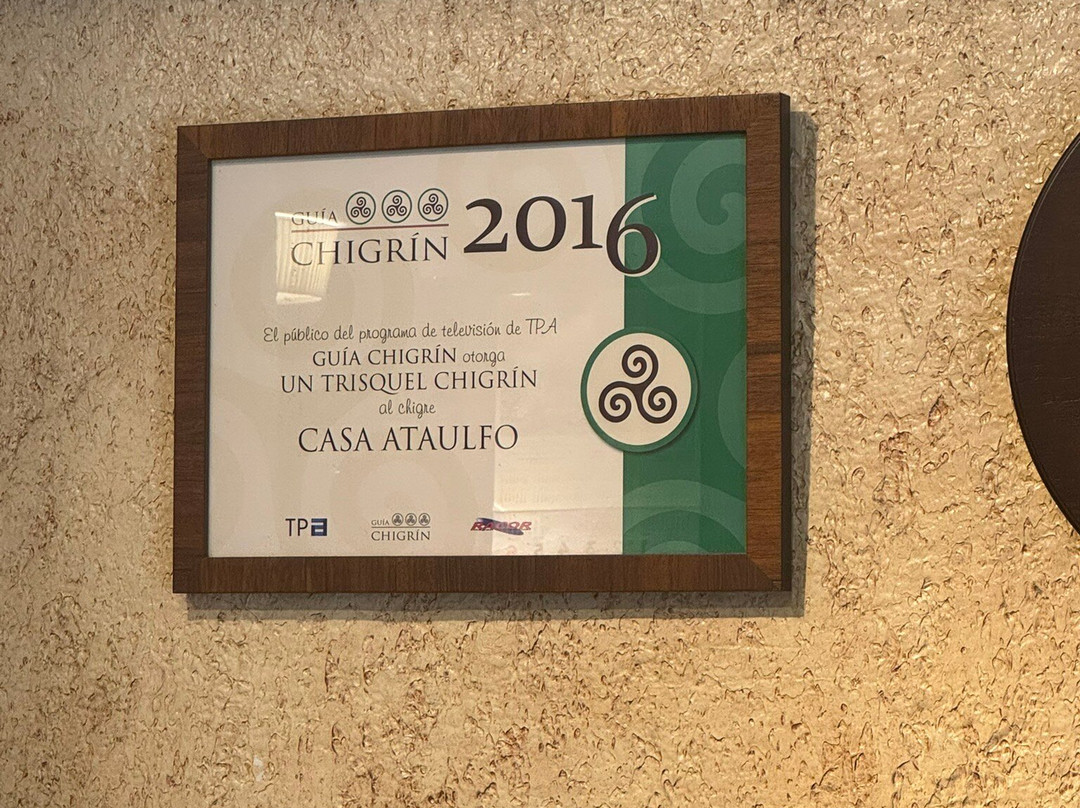 GUÍA
CHIGRÍN 2016
El público del programa de televisión de TPA
GUÍA CHIGRÍN otorga
UN TRISQUEL CHIGRÍN
al chigre
CASA ATAULFO
TPA
GUÍA
CHIGRÍN